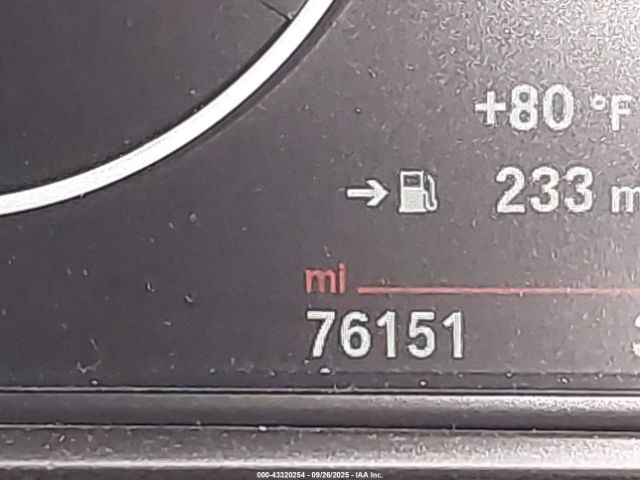 +80 °F
→ 233 m
mi
76151
000-43320254 - 09/26/2025 - IAA Inc.